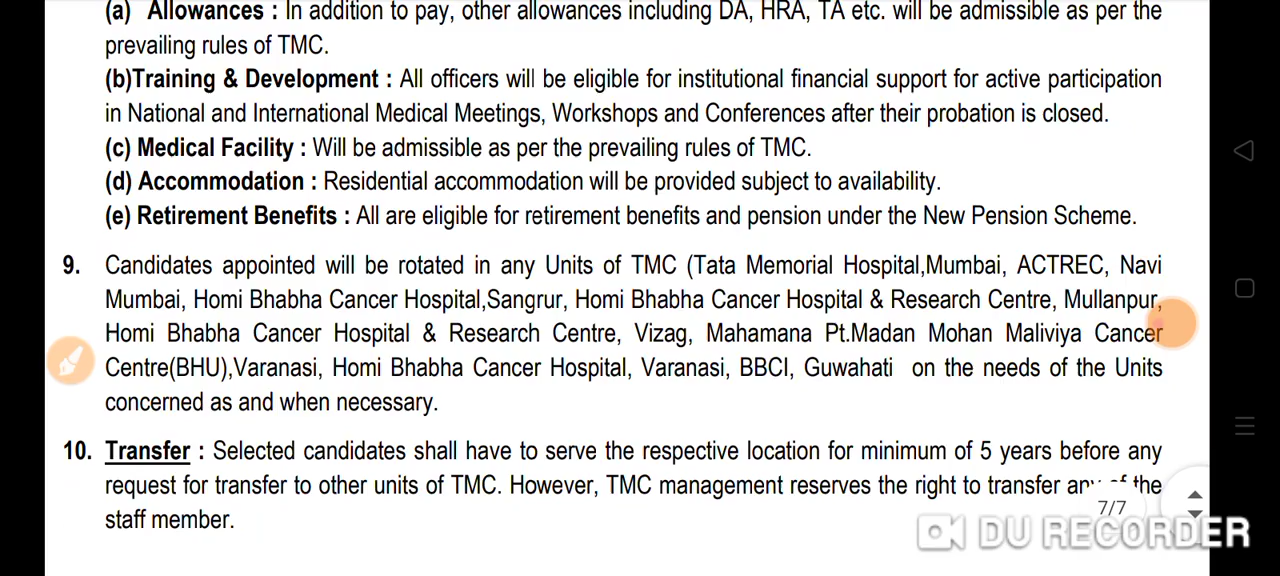 (a) Allowances : In addition to pay, other allowances including DA, HRA, TA etc. will be admissible as per the
prevailing rules of TMC.
(b)Training & Development : All officers will be eligible for institutional financial support for active participation
in National and International Medical Meetings, Workshops and Conferences after their probation is closed.
(c) Medical Facility : Will be admissible as per the prevailing rules of TMC.
(d) Accommodation : Residential accommodation will be provided subject to availability.
(e) Retirement Benefits : All are eligible for retirement benefits and pension under the New Pension Scheme.
9. Candidates appointed will be rotated in any Units of TMC (Tata Memorial Hospital,Mumbai, ACTREC, Navi
Mumbai, Homi Bhabha Cancer Hospital,Sangrur, Homi Bhabha Cancer Hospital & Research Centre, Mullanpur,
Homi Bhabha Cancer Hospital & Research Centre, Vizag, Mahamana Pt.Madan Mohan Maliviya Cancer
Centre(BHU),Varanasi, Homi Bhabha Cancer Hospital, Varanasi, BBCI, Guwahati on the needs of the Units
concerned as and when necessary.
10. Transfer : Selected candidates shall have to serve the respective location for minimum of 5 years before any
request for transfer to other units of TMC. However, TMC management reserves the right to transfer any of the
staff member.
7/7
DU RECORDER